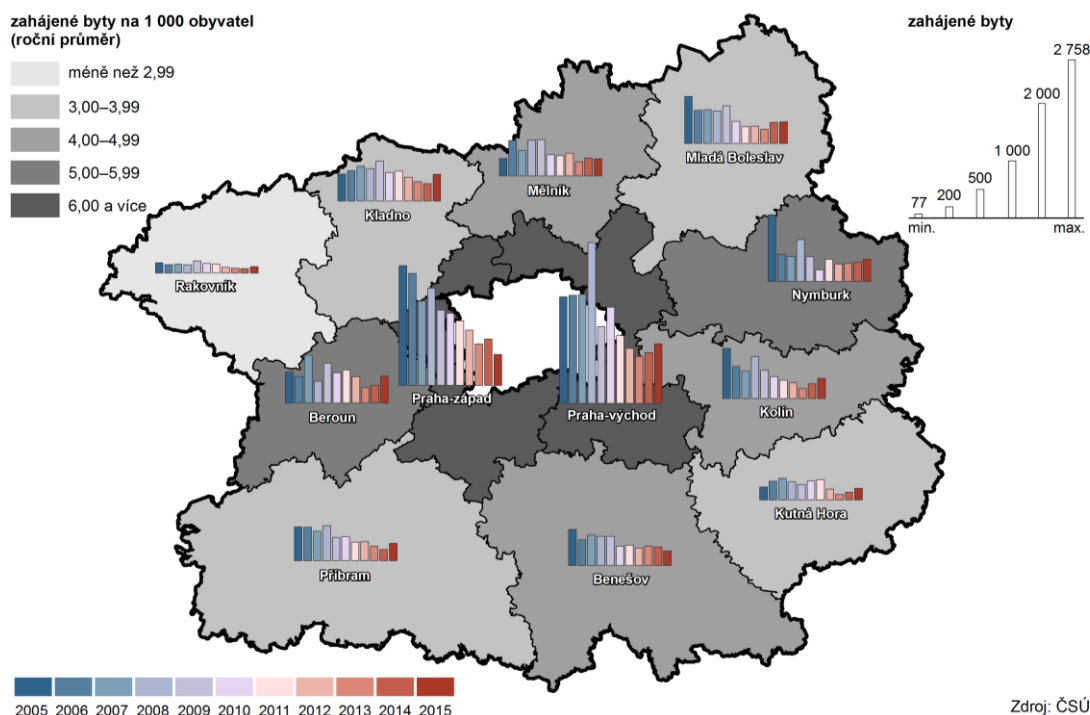 zahájené byty na 1 000 obyvatel
(roční průměr)
méně než 2,99
3,00–3,99
4,00–4,99
5,00–5,99
6,00 a více
zahájené byty
2 758
2 000
1 000
500
200
77
min.
max.
Mladá Boleslav
Mělník
Kladno
Rakovník
Nymburk
Praha-západ
Beroun
Praha-východ
Kolín
Kutná Hora
Příbram
Benešov
2005 2006 2007 2008 2009 2010 2011 2012 2013 2014 2015
Zdroj: ČSÚ